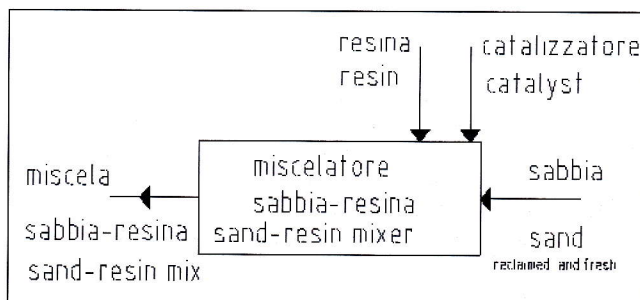 resina
resin
catalizzatore
catalyst
miscelatore
sabbia-resina
sand-resin mixer
miscela
sabbia-resina
sand-resin mix
sabbia
sand
reclaimed and fresh